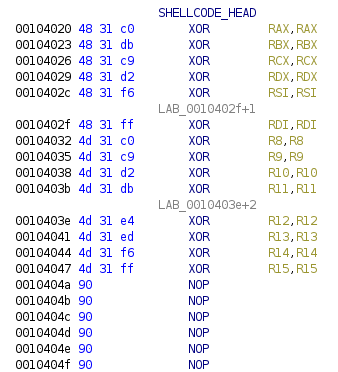 SHELLCODE_HEAD
00104020 48 31 c0 XOR RAX,RAX
00104023 48 31 db XOR RBX,RBX
00104026 48 31 c9 XOR RCX,RCX
00104029 48 31 d2 XOR RDX,RDX
0010402c 48 31 f6 XOR RSI,RSI
LAB_0010402f+1
0010402f 48 31 ff XOR RDI,RDI
00104032 4d 31 c0 XOR R8,R8
00104035 4d 31 c9 XOR R9,R9
00104038 4d 31 d2 XOR R10,R10
0010403b 4d 31 db XOR R11,R11
LAB_0010403e+2
0010403e 4d 31 e4 XOR R12,R12
00104041 4d 31 ed XOR R13,R13
00104044 4d 31 f6 XOR R14,R14
00104047 4d 31 ff XOR R15,R15
0010404a 90 NOP
0010404b 90 NOP
0010404c 90 NOP
0010404d 90 NOP
0010404e 90 NOP
0010404f 90 NOP